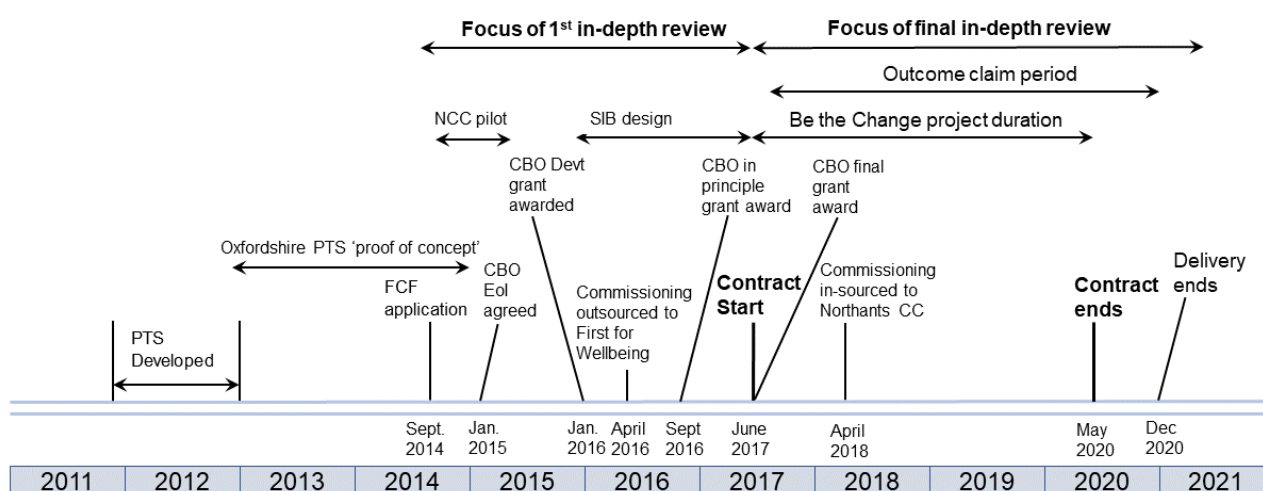 Focus of 1st in-depth review
Focus of final in-depth review
Outcome claim period
NCC pilot
SIB design
Be the Change project duration
CBO Devt
grant
awarded
CBO in
principle
grant award
CBO final
grant
award
Oxfordshire PTS ‘proof of concept’
FCF
application
CBO
EoI
agreed
Commissioning
outsourced to
First for
Wellbeing
Contract
Start
Commissioning
in-sourced to
Northants CC
Contract
ends
Delivery
ends
PTS
Developed
Sept.
2014
Jan.
2015
Jan.
2016
April
2016
Sept
2016
June
2017
April
2018
May
2020
Dec
2020
2011
2012
2013
2014
2015
2016
2017
2018
2019
2020
2021